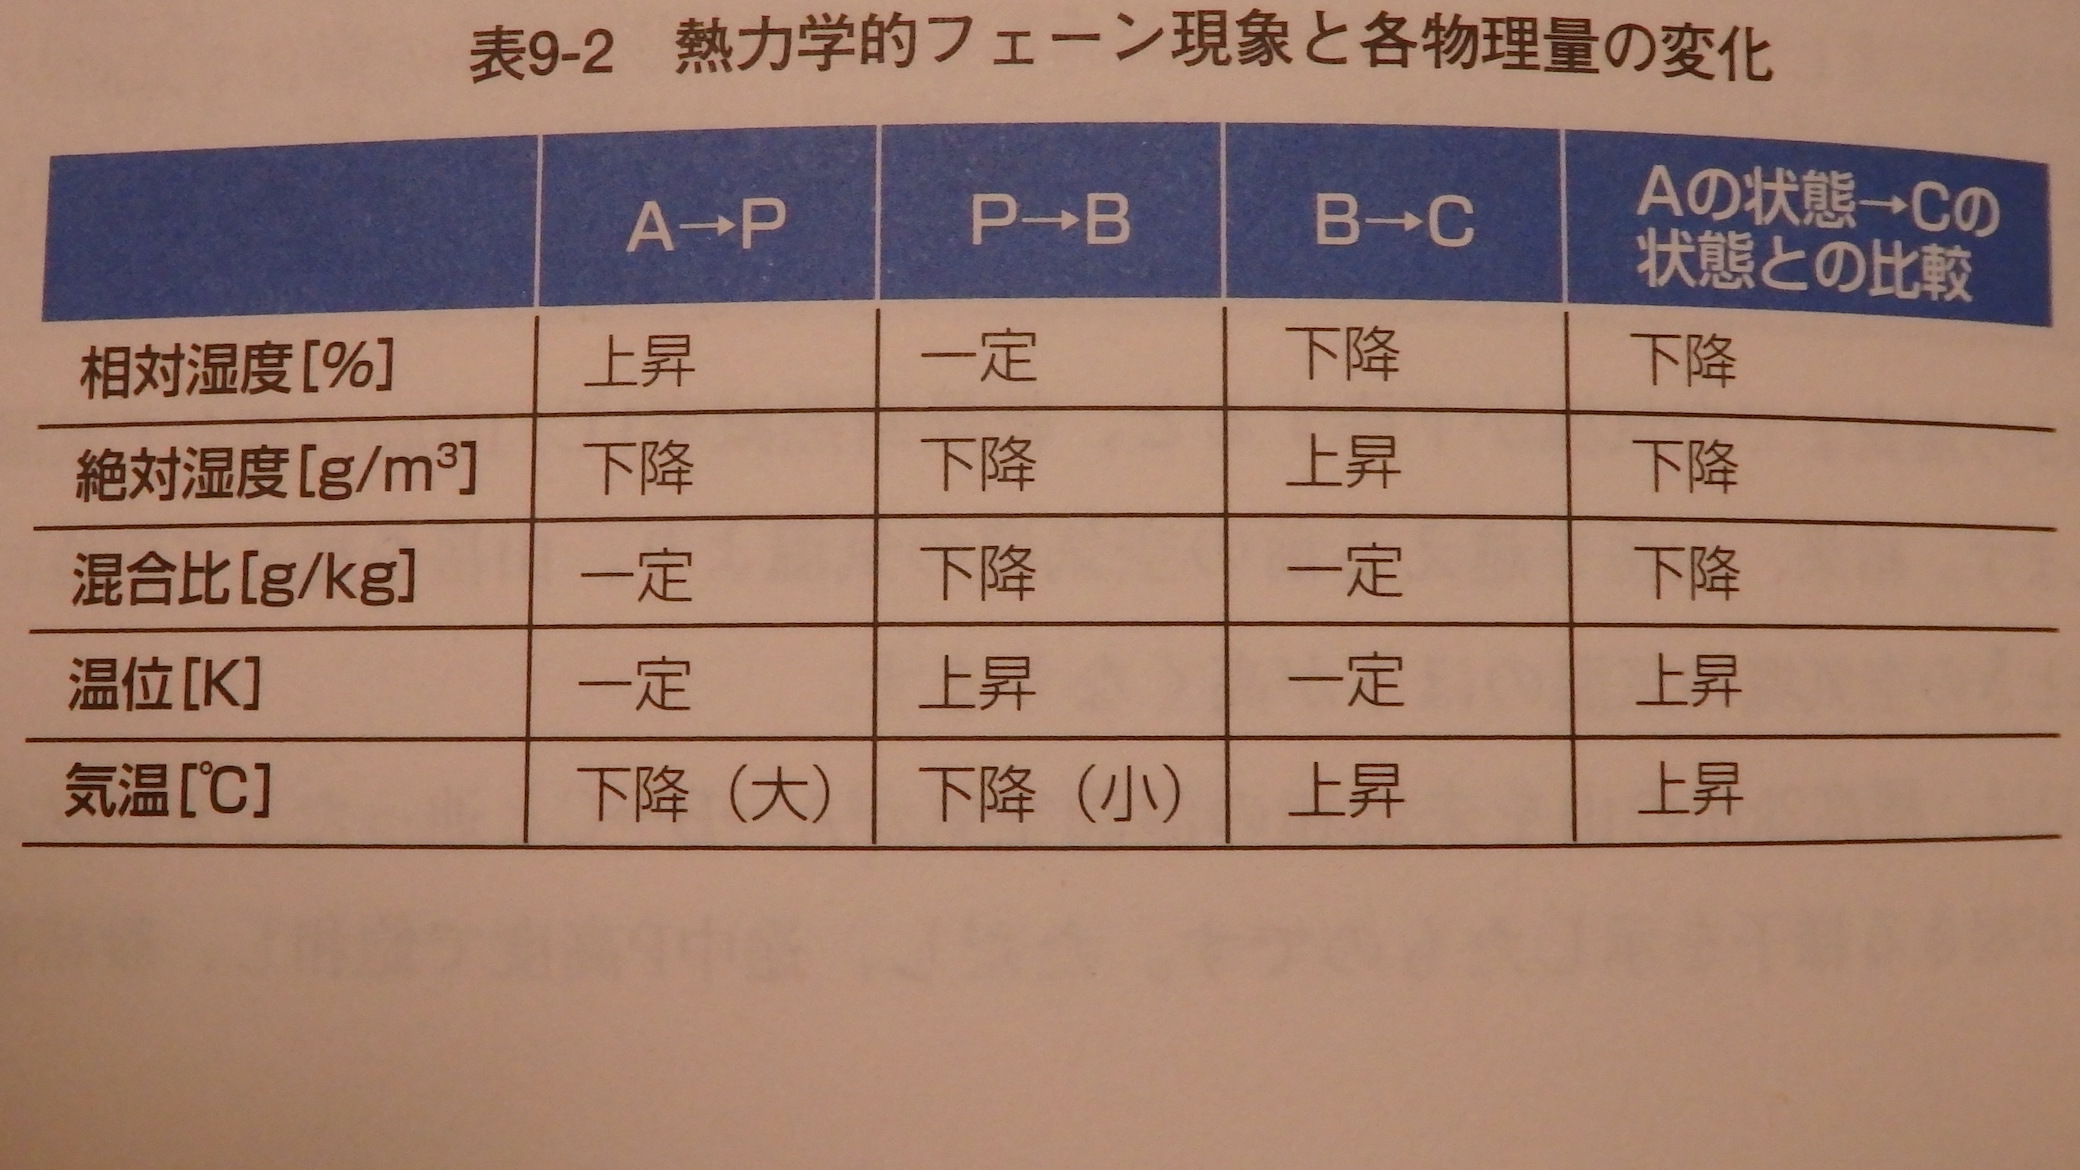 表9-2 熱力学的フェーン現象と各物理量の変化
A→P P→B B→C Aの状態→Cの
状態との比較
相対湿度[%] 上昇 一定 下降 下降
絶対湿度[g/m³] 下降 下降 上昇 下降
混合比[g/kg] 一定 下降 一定 下降
温位[K] 一定 上昇 一定 上昇
気温[℃] 下降（大） 下降（小） 上昇 上昇